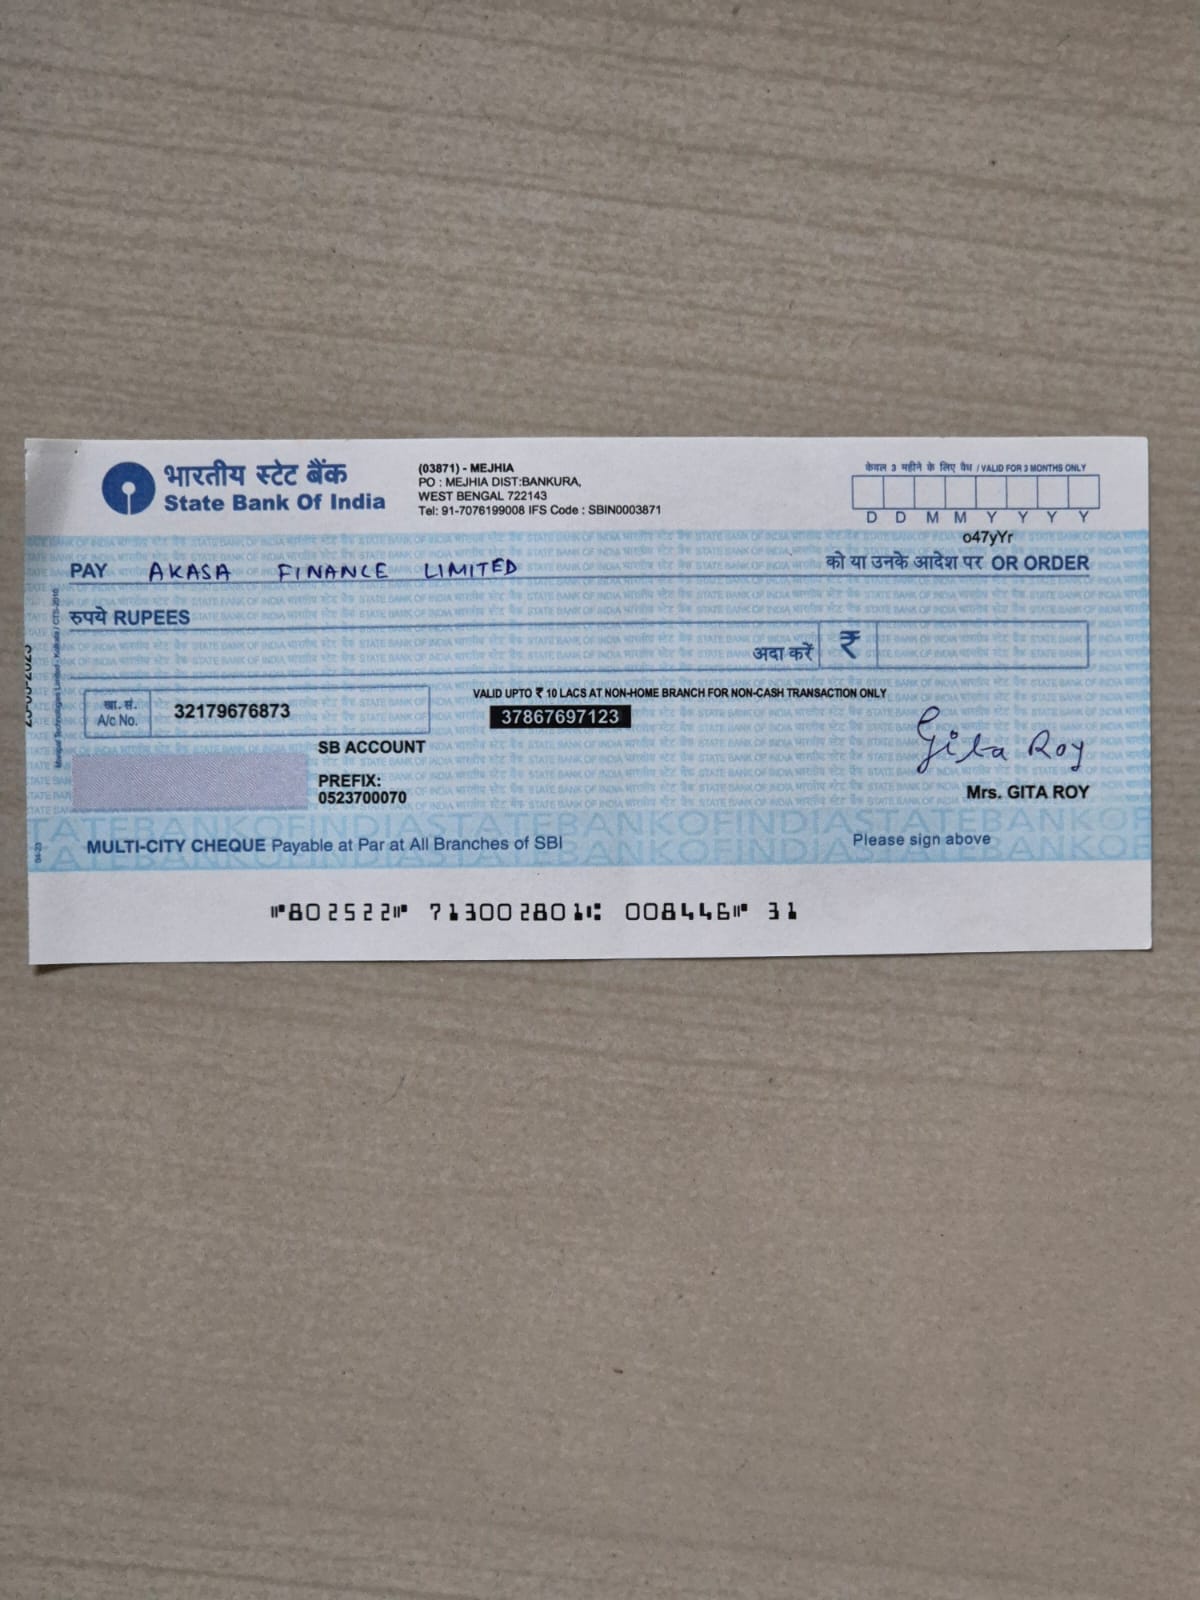 भारतीय स्टेट बैंक
State Bank Of India
(03871) - MEJHIA
PO : MEJHIA DIST:BANKURA,
WEST BENGAL 722143
Tel: 91-7076199008 IFS Code : SBIN0003871
केवल 3 महीने के लिए वैध / VALID FOR 3 MONTHS ONLY
D D M M Y Y Y Y
o47yYr
PAY AKASA FINANCE LIMITED को या उनके आदेश पर OR ORDER
रुपये RUPEES
अदा करें ₹
खा. सं.
A/c No. 32179676873
VALID UPTO ₹ 10 LACS AT NON-HOME BRANCH FOR NON-CASH TRANSACTION ONLY
37867697123
SB ACCOUNT
PREFIX:
0523700070
Gita Roy
Mrs. GITA ROY
Please sign above
MULTI-CITY CHEQUE Payable at Par at All Branches of SBI
⑈802522⑈ 713002801⑆ 008446⑈ 31